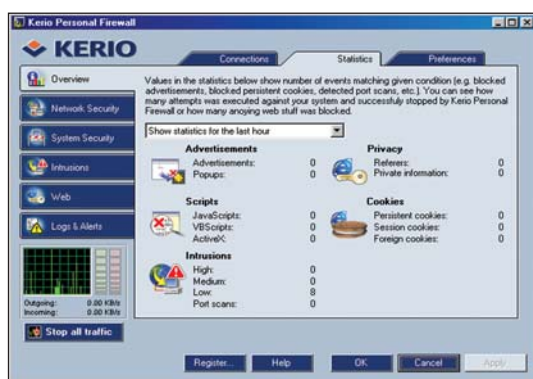 Kerio Personal Firewall
KERIO
Connections
Statistics
Preferences
Overview
Network Security
System Security
Intrusions
Web
Logs & Alerts
Outgoing: 0.00 KB/s
Incoming: 0.00 KB/s
Stop all traffic
Values in the statistics below show number of events matching given condition (e.g. blocked
advertisements, blocked persistent cookies, detected port scans, etc.). You can see how
many attempts was executed against your system and successfuly stopped by Kerio Personal
Firewall or how many anoying web stuff was blocked.
Show statistics for the last hour
Advertisements
Advertisements: 0
Popups: 0
Privacy
Referers: 0
Private information: 0
Scripts
JavaScripts: 0
VBScripts: 0
ActiveX: 0
Cookies
Persistent cookies: 0
Session cookies: 0
Foreign cookies: 0
Intrusions
High: 0
Medium: 0
Low: 8
Port scans: 0
Register...
Help
OK
Cancel
Apply